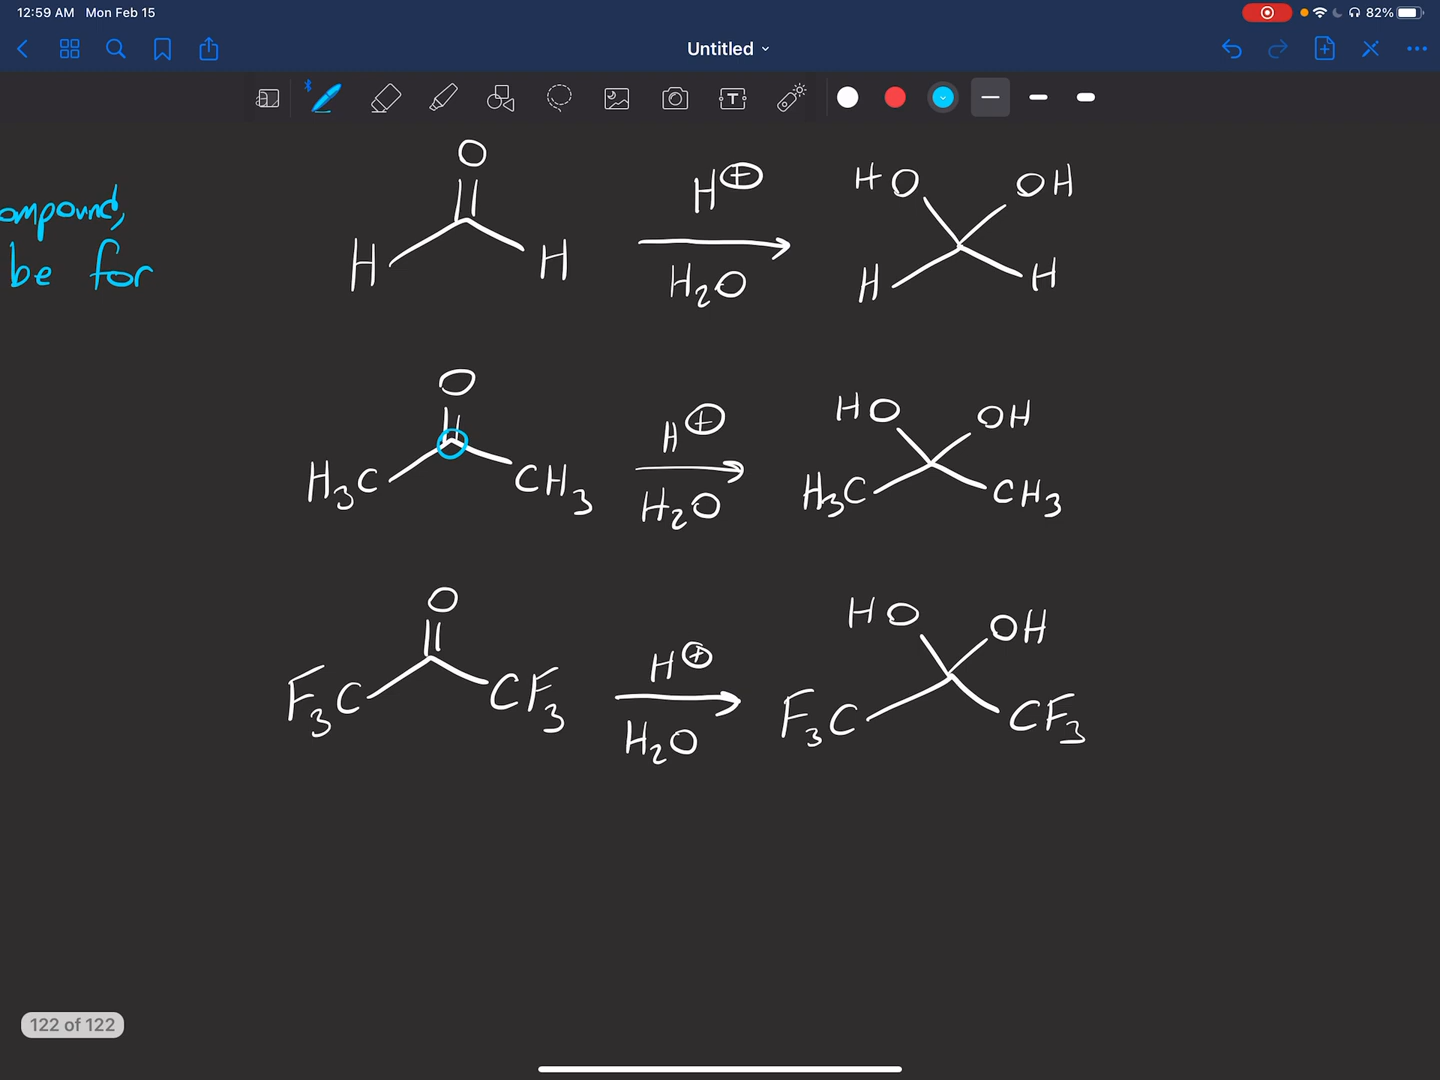 12:59 AM Mon Feb 15
82%
Untitled
T
ompound,
be for
O
H H
H⊕
H₂O
HO OH
H H
O
H₃C CH₃
H⊕
H₂O
HO OH
H₃C CH₃
O
F₃C CF₃
H⊕
H₂O
HO OH
F₃C CF₃
122 of 122